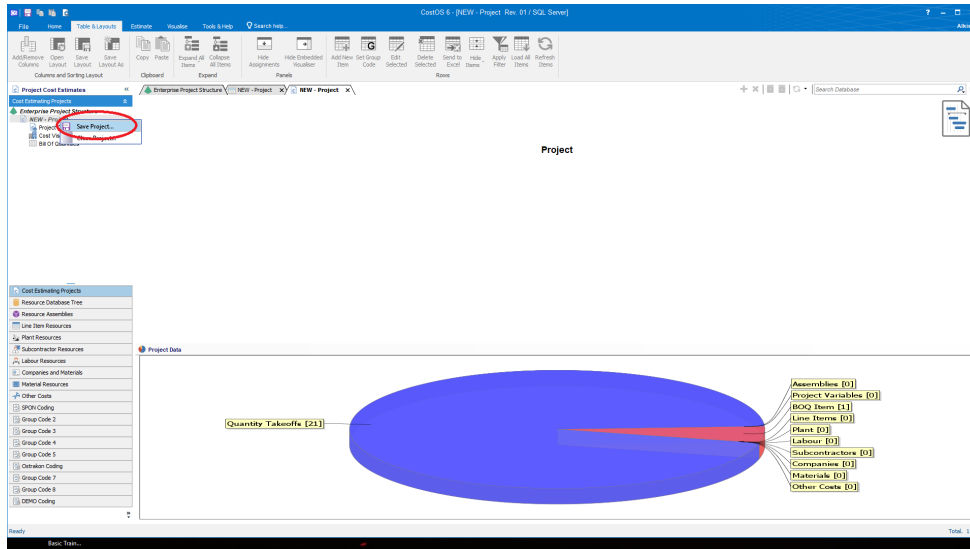 CostOS 6 - [NEW - Project Rev. 01 / SQL Server]
File Home Table & Layouts Estimate Visualise Tools & Help Search help...
Add/Remove Columns
Open Layout
Save Layout
Save Layout As
Copy Paste
Expand All Items
Collapse All Items
Hide Assignments
Hide Embedded Visualiser
Add New Item
Set Group Code
Edit Selected
Delete Selected
Send to Excel
Hide Items
Apply Filter
Load All Items
Refresh Items
Columns and Sorting Layout Clipboard Expand Panels Rows
Project Cost Estimates
Enterprise Project Structure NEW - Project NEW - Project
Search Database
Cost Estimating Projects
Enterprise Project Structure
NEW - Project
Project
Save Project...
Cost Vis
Bill Of
Project
Cost Estimating Projects
Resource Database Tree
Resource Assemblies
Line Item Resources
Plant Resources
Subcontractor Resources
Labour Resources
Companies and Materials
Material Resources
Other Costs
SPON Coding
Group Code 2
Group Code 3
Group Code 4
Group Code 5
Ostrakon Coding
Group Code 7
Group Code 8
DEMO Coding
Project Data
Quantity Takeoffs [21]
Assemblies [0]
Project Variables [0]
BOQ Item [1]
Line Items [0]
Plant [0]
Labour [0]
Subcontractors [0]
Companies [0]
Materials [0]
Other Costs [0]
Ready
Total. 1
Basic Train...